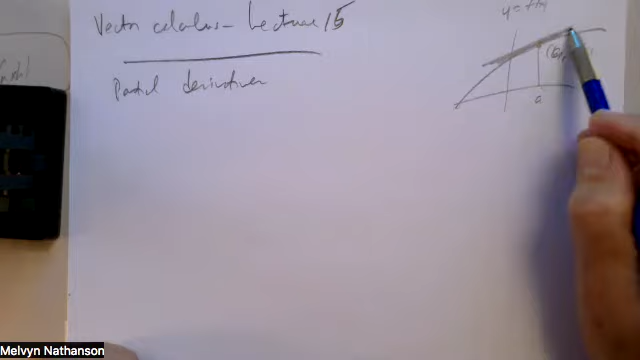 Vector calculus - Lecture 15
Partial derivatives
y = f(x)
a
Melvyn Nathanson